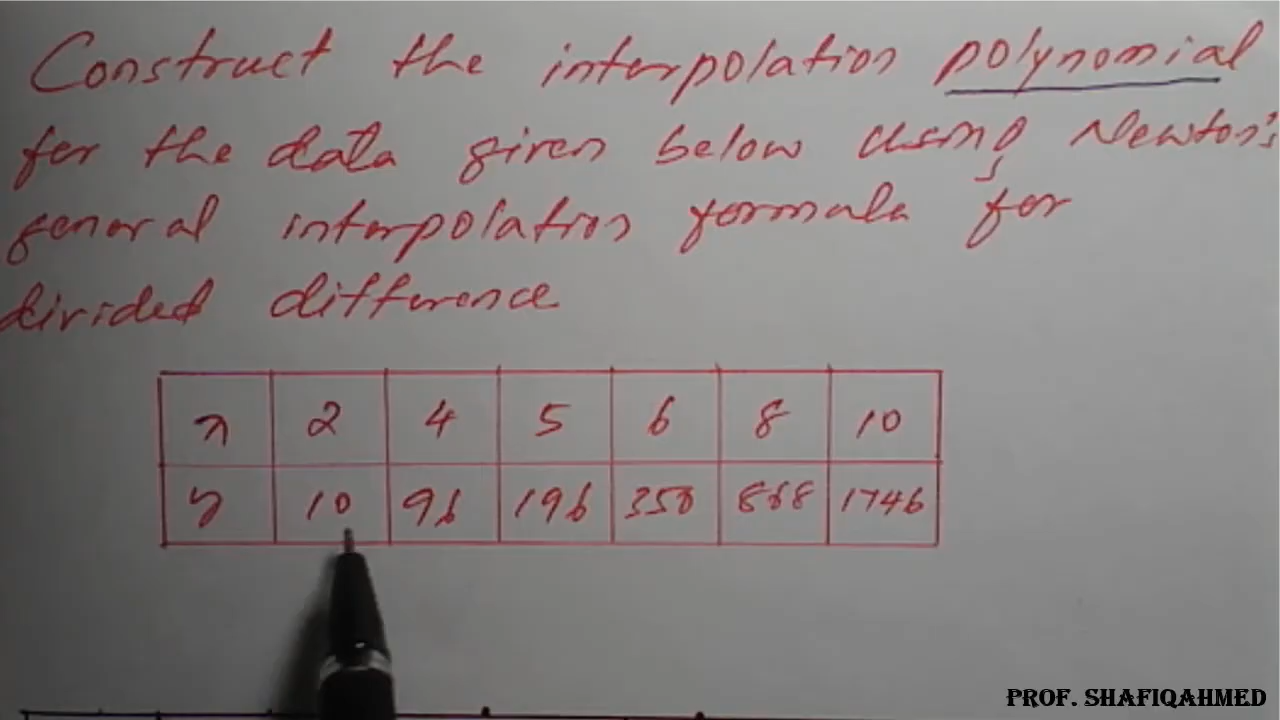 Construct the interpolation polynomial
for the data given below using Newton's
general interpolation formula for
divided difference
x 2 4 5 6 8 10
y 10 96 196 350 868 1746
PROF. SHAFIQAHMED